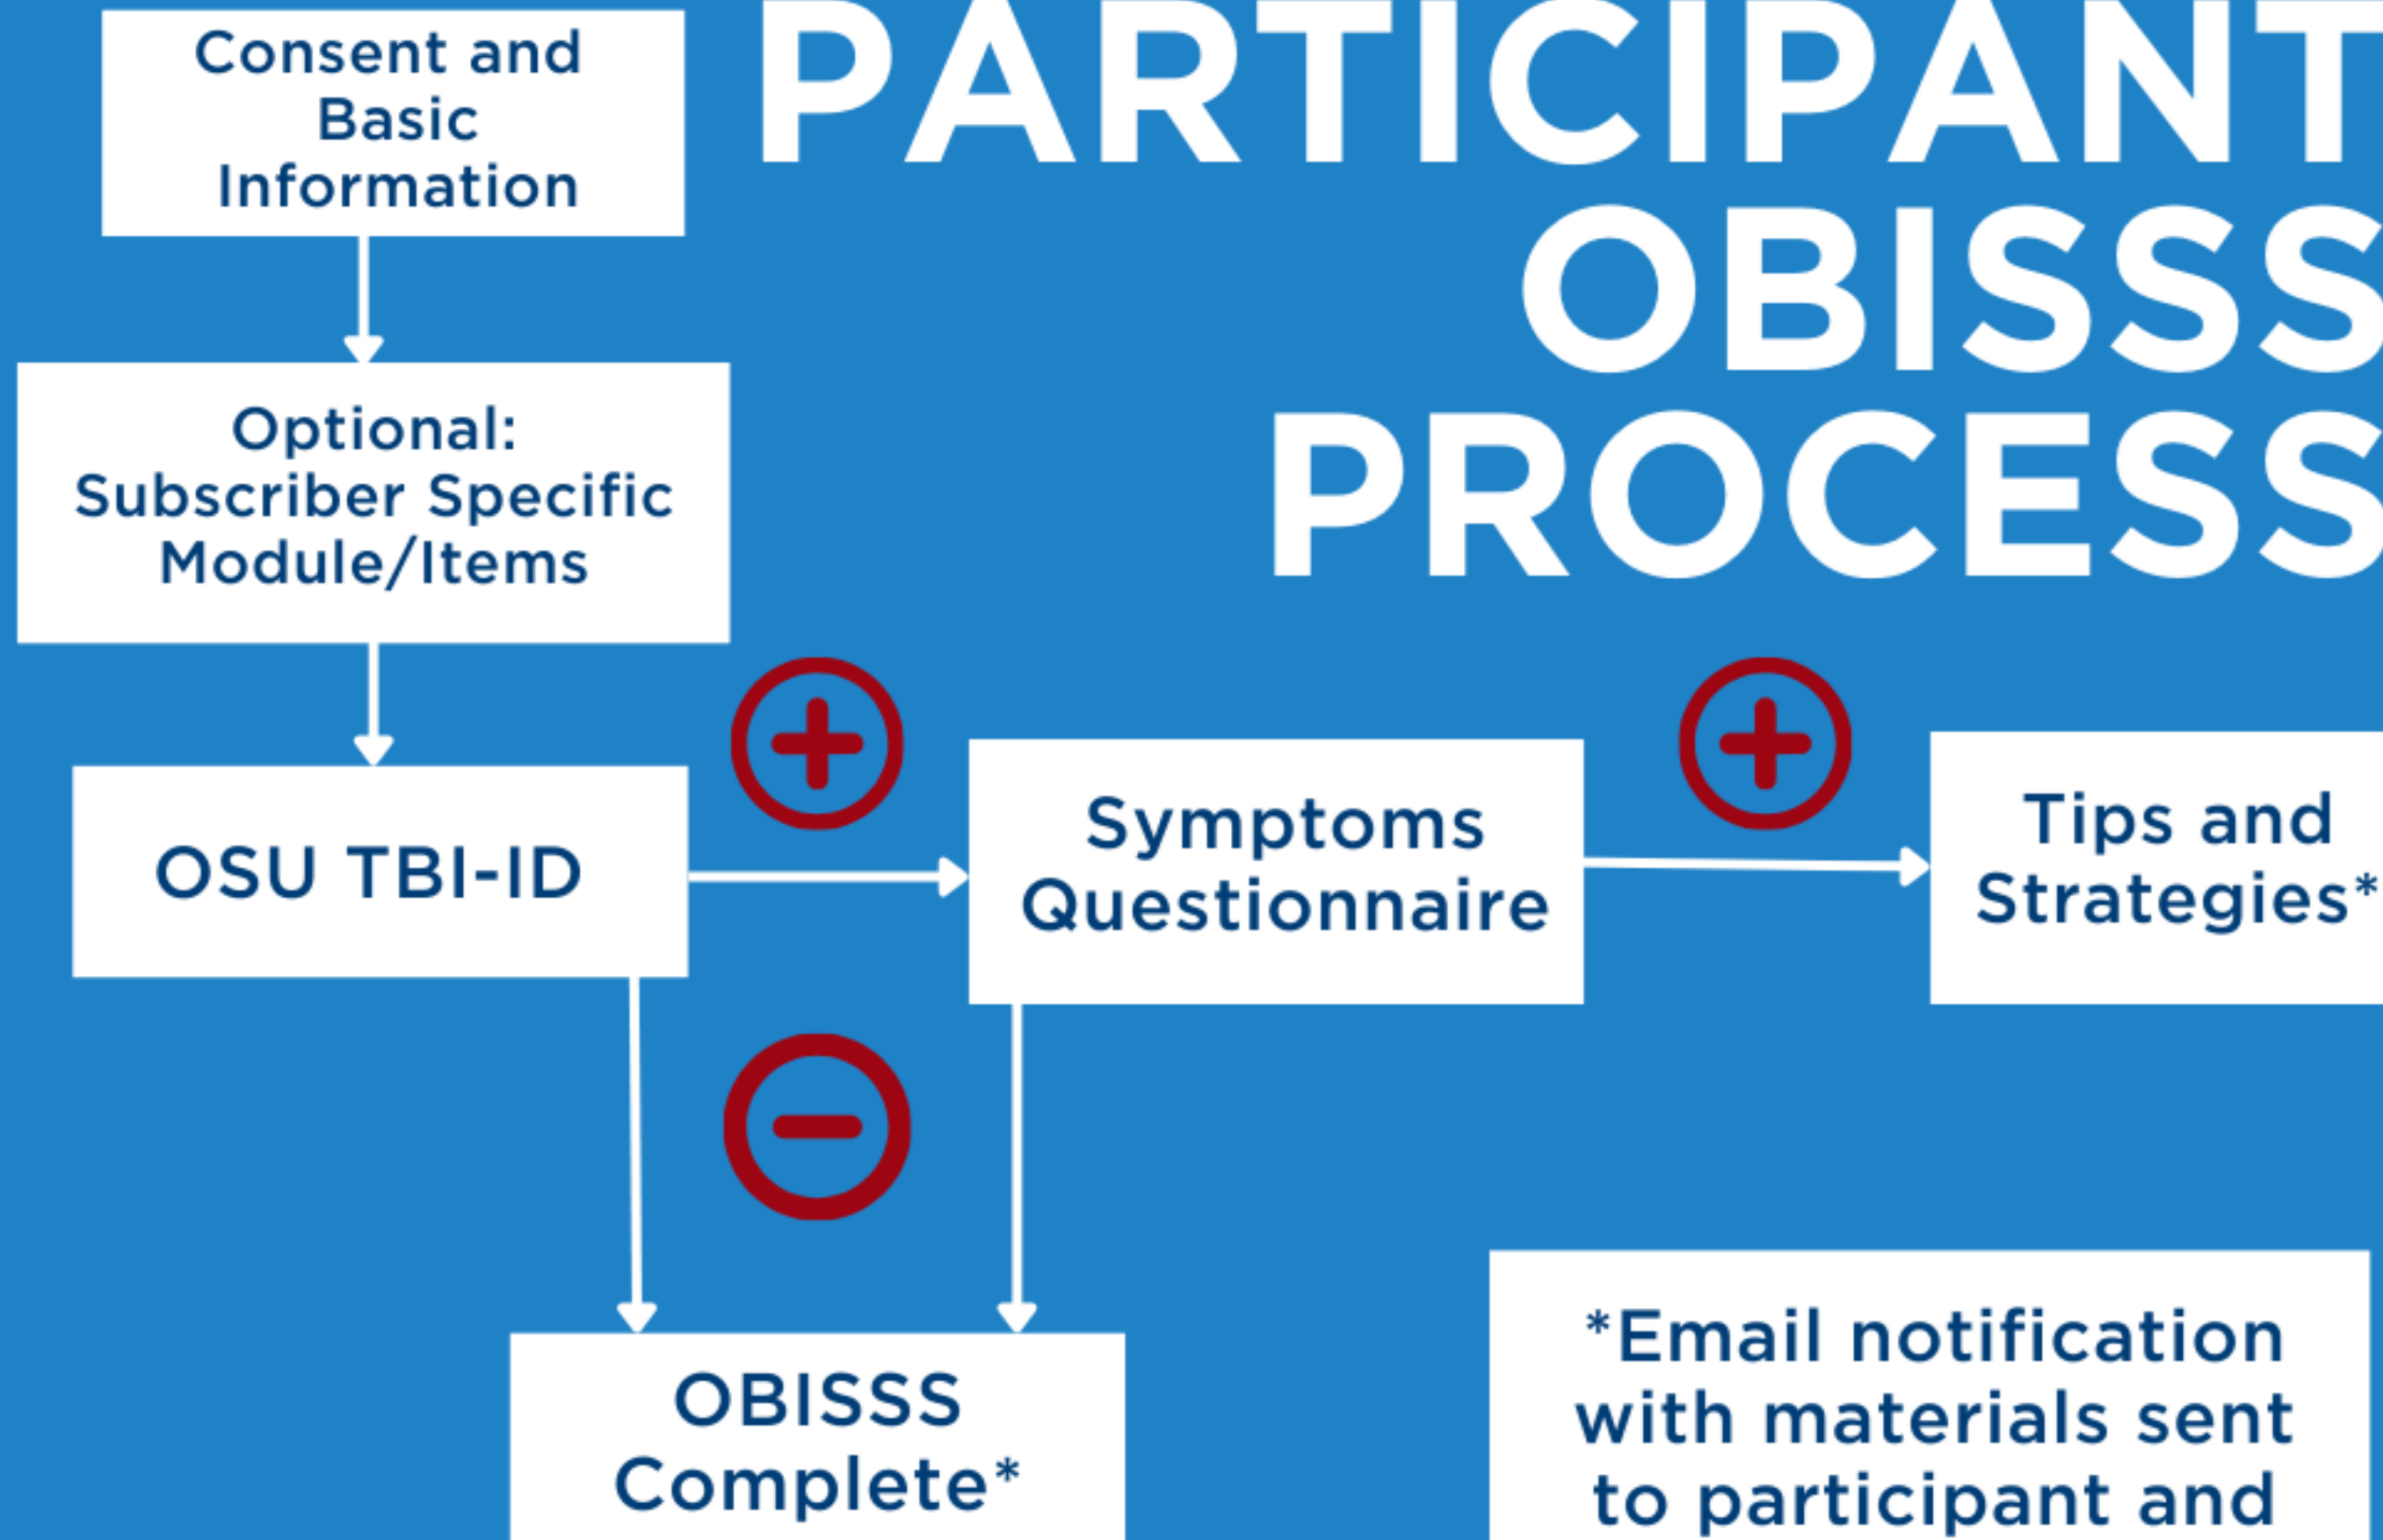 Consent and
Basic
Information
PARTICIPANT
OBISSS
PROCESS
Optional:
Subscriber Specific
Module/Items
OSU TBI-ID
Symptoms
Questionnaire
Tips and
Strategies*
OBISSS
Complete*
*Email notification
with materials sent
to participant and